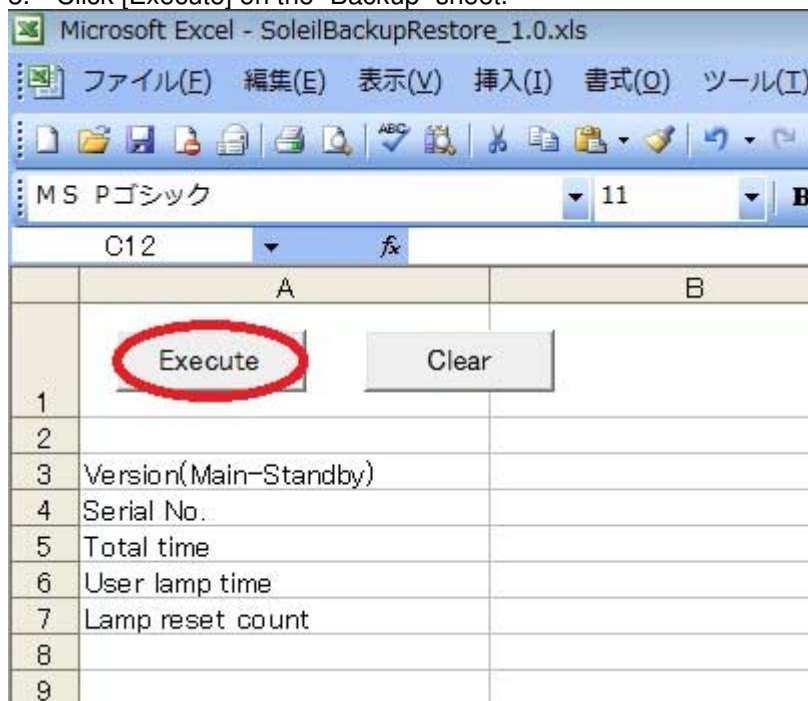 Click [Execute] on the "Backup" sheet.
Microsoft Excel - SoleilBackupRestore_1.0.xls
ファイル(F) 編集(E) 表示(V) 挿入(I) 書式(O) ツール(T)
ABC
MS Pゴシック 11 B
C12 fx
A B
Execute Clear
1
2
3 Version(Main-Standby)
4 Serial No.
5 Total time
6 User lamp time
7 Lamp reset count
8
9